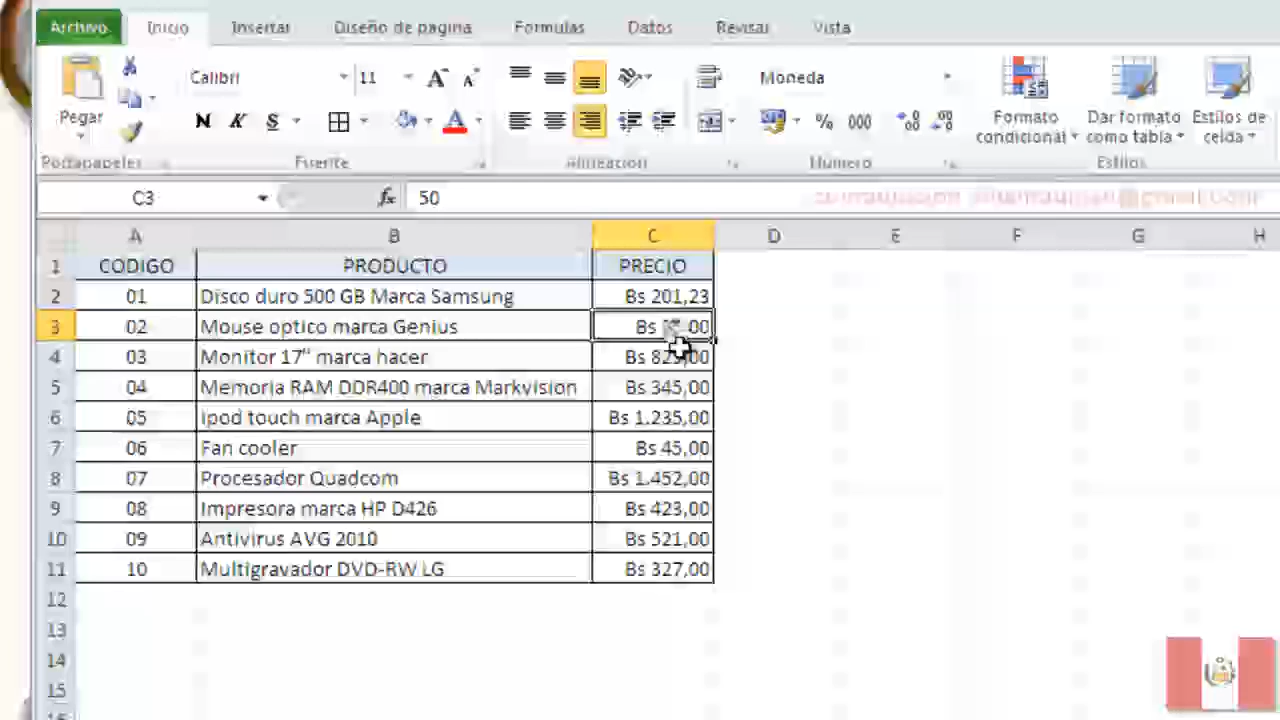 Archivo Inicio Insertar Diseño de pagina Formulas Datos Revisar Vista
Calibri 11 Moneda
Pegar N K S % 000 Formato condicional Dar formato como tabla Estilos de celda
Portapapeles Fuente Alineacion Numero Estilos
C3 fx 50
A B C D E F G H
1 CODIGO PRODUCTO PRECIO
2 01 Disco duro 500 GB Marca Samsung Bs 201,23
3 02 Mouse optico marca Genius Bs
4 03 Monitor 17" marca hacer Bs
5 04 Memoria RAM DDR400 marca Markvision Bs 345,00
6 05 Ipod touch marca Apple Bs 1.235,00
7 06 Fan cooler Bs 45,00
8 07 Procesador Quadcom Bs 1.452,00
9 08 Impresora marca HP D426 Bs 423,00
10 09 Antivirus AVG 2010 Bs 521,00
11 10 Multigravador DVD-RW LG Bs 327,00
12
13
14
15